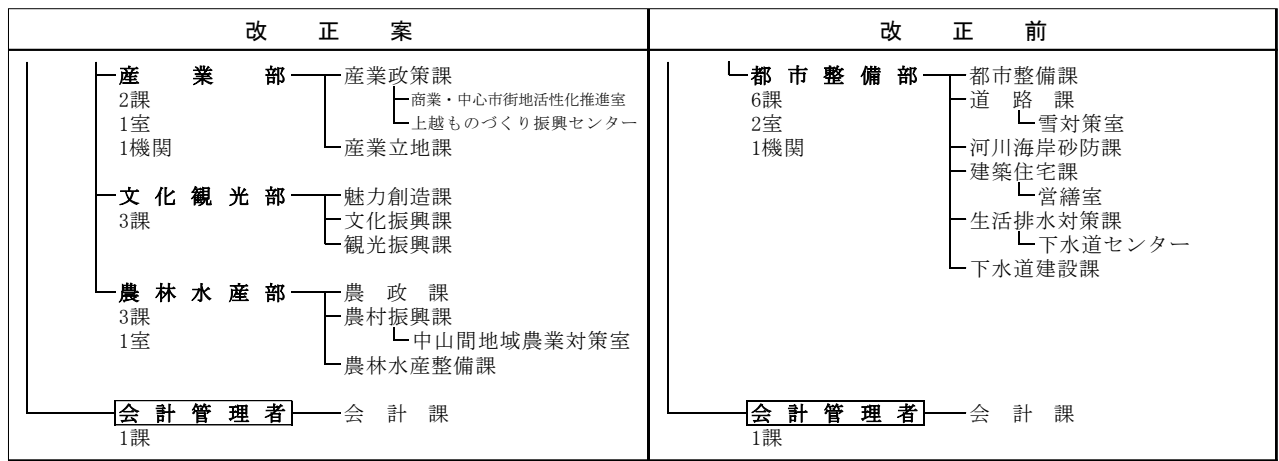 改正案
産業部 産業政策課
2課 商業・中心市街地活性化推進室
1室 上越ものづくり振興センター
1機関 産業立地課
文化観光部 魅力創造課
3課 文化振興課
観光振興課
農林水産部 農政課
3課 農村振興課
1室 中山間地域農業対策室
農林水産整備課
会計管理者 会計課
1課
改正前
都市整備部 都市整備課
6課 道路課
2室 雪対策室
1機関 河川海岸砂防課
建築住宅課
営繕室
生活排水対策課
下水道センター
下水道建設課
会計管理者 会計課
1課